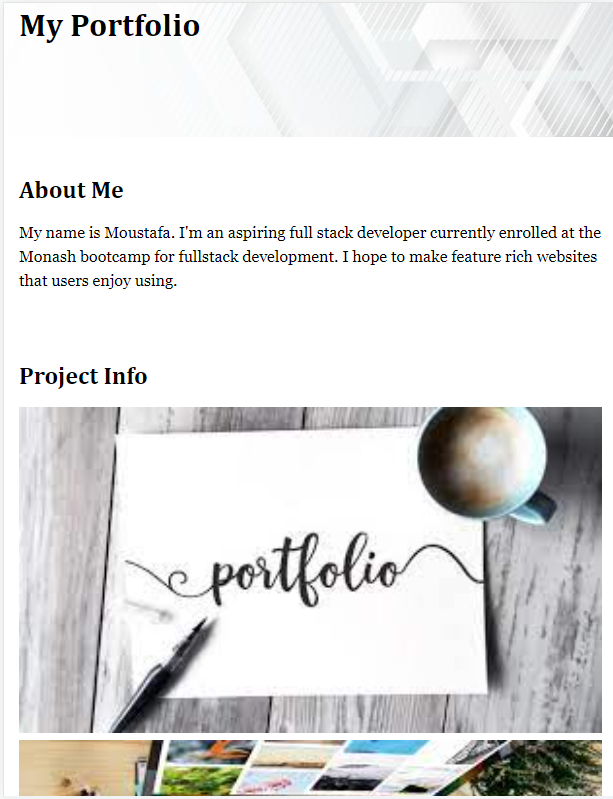 My Portfolio
About Me
My name is Moustafa. I'm an aspiring full stack developer currently enrolled at the
Monash bootcamp for fullstack development. I hope to make feature rich websites
that users enjoy using.
Project Info
portfolio